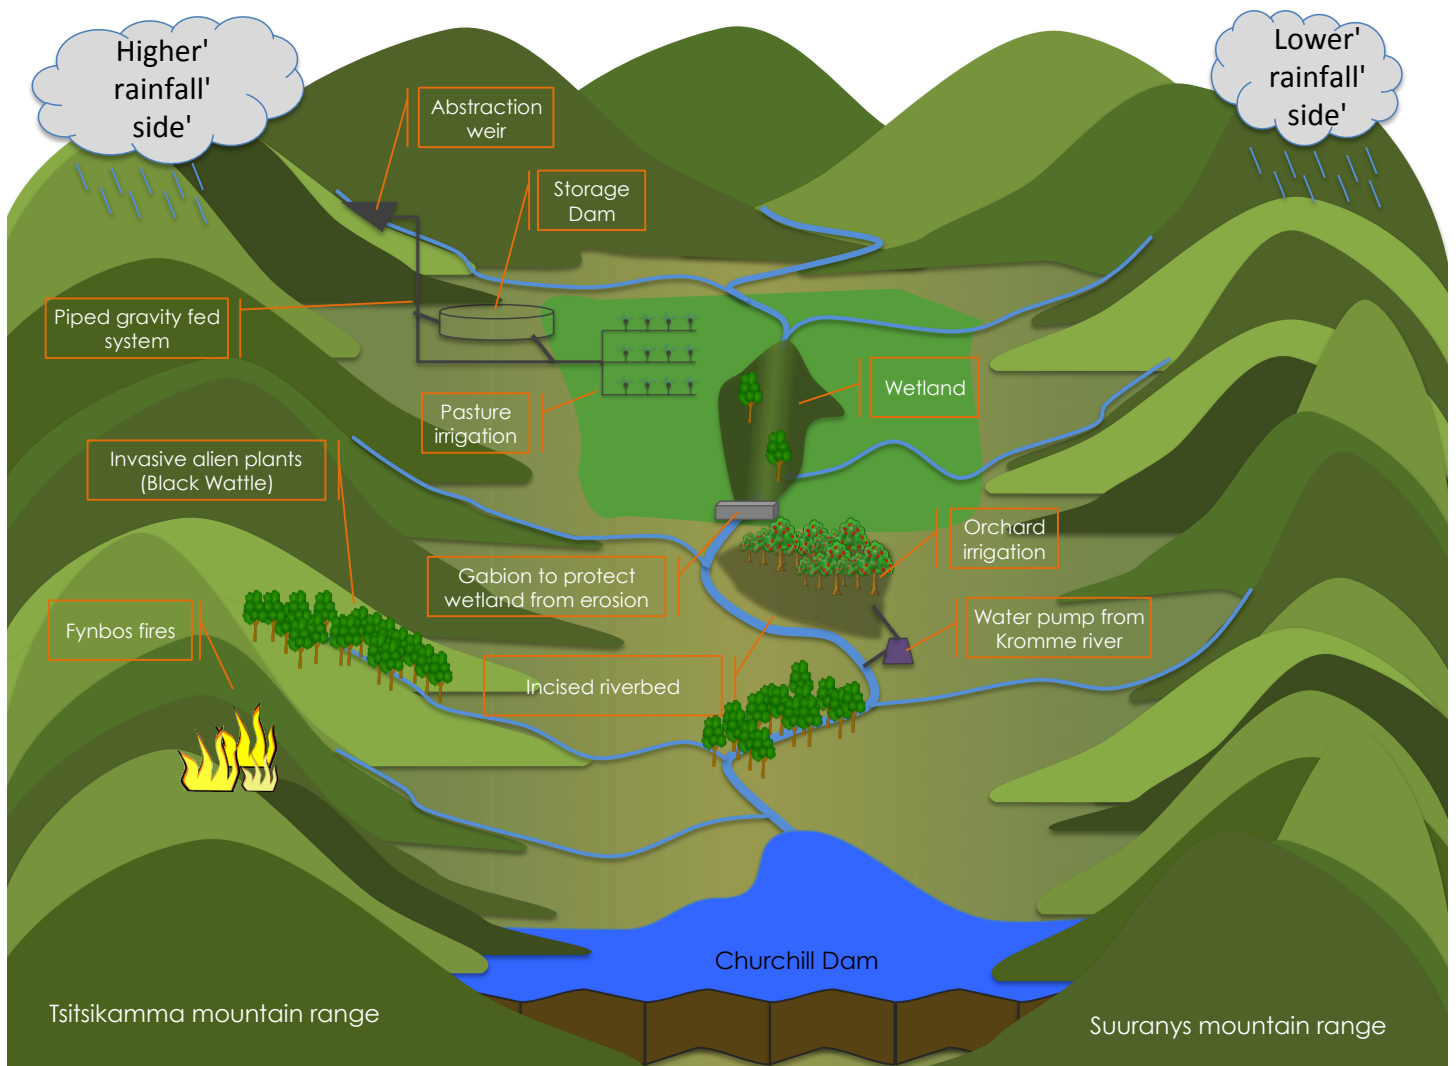 Higher'
rainfall'
side'
Lower'
rainfall'
side'
Abstraction
weir
Storage
Dam
Piped gravity fed
system
Wetland
Pasture
irrigation
Invasive alien plants
(Black Wattle)
Orchard
irrigation
Gabion to protect
wetland from erosion
Fynbos fires
Water pump from
Kromme river
Incised riverbed
Churchill Dam
Tsitsikamma mountain range
Suuranys mountain range